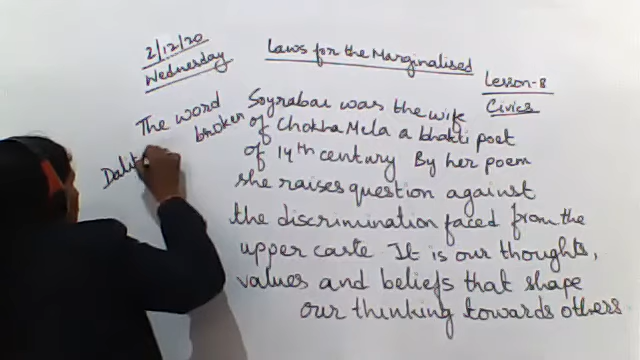 2/12/20
Wednesday
Laws for the Marginalised
Lesson-8
Civics
The word
broken
Dalit
Soyrabai was the wife
of Chokha Mela a bhakti poet
of 14th century By her poem
she raises question against
the discrimination faced from the
upper caste It is our thoughts,
values and beliefs that shape
our thinking towards others